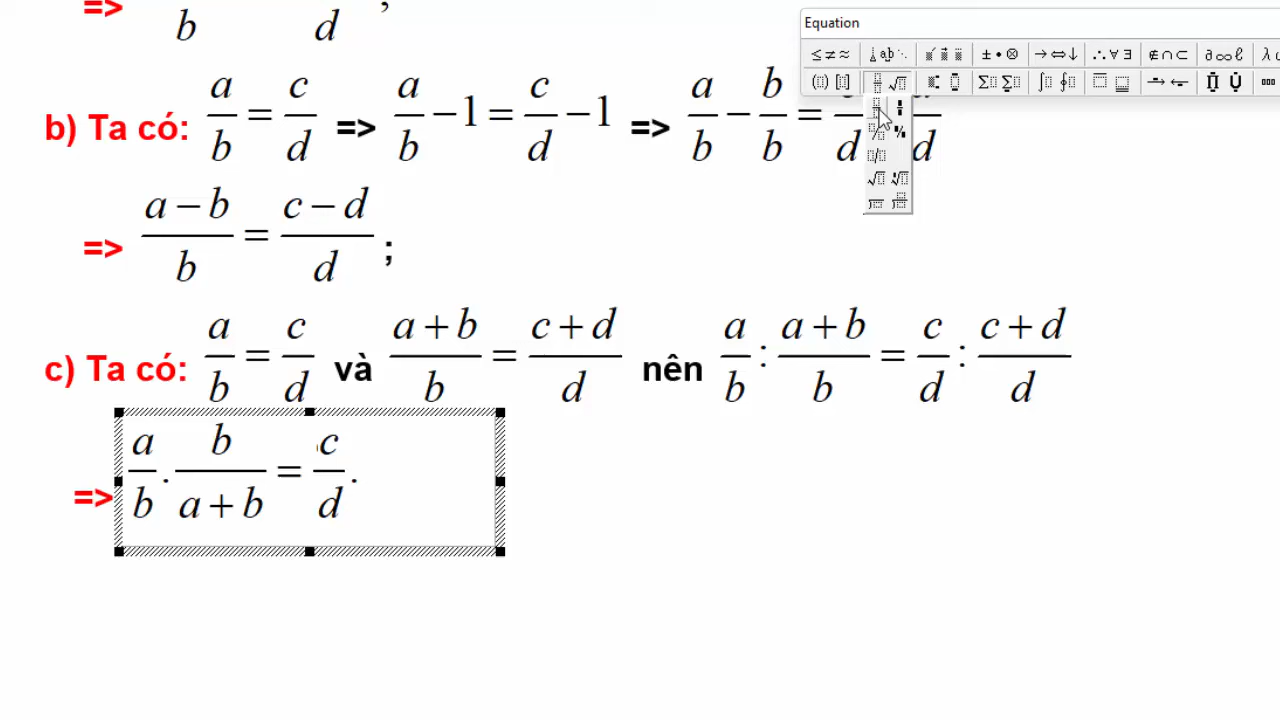 => b d ;
Equation
b) Ta có: a/b = c/d => a/b − 1 = c/d − 1 => a/b − b/b = /d /d
=> (a − b)/b = (c − d)/d ;
c) Ta có: a/b = c/d và (a + b)/b = (c + d)/d nên a/b : (a + b)/b = c/d : (c + d)/d
=> a/b . b/(a + b) = c/d .